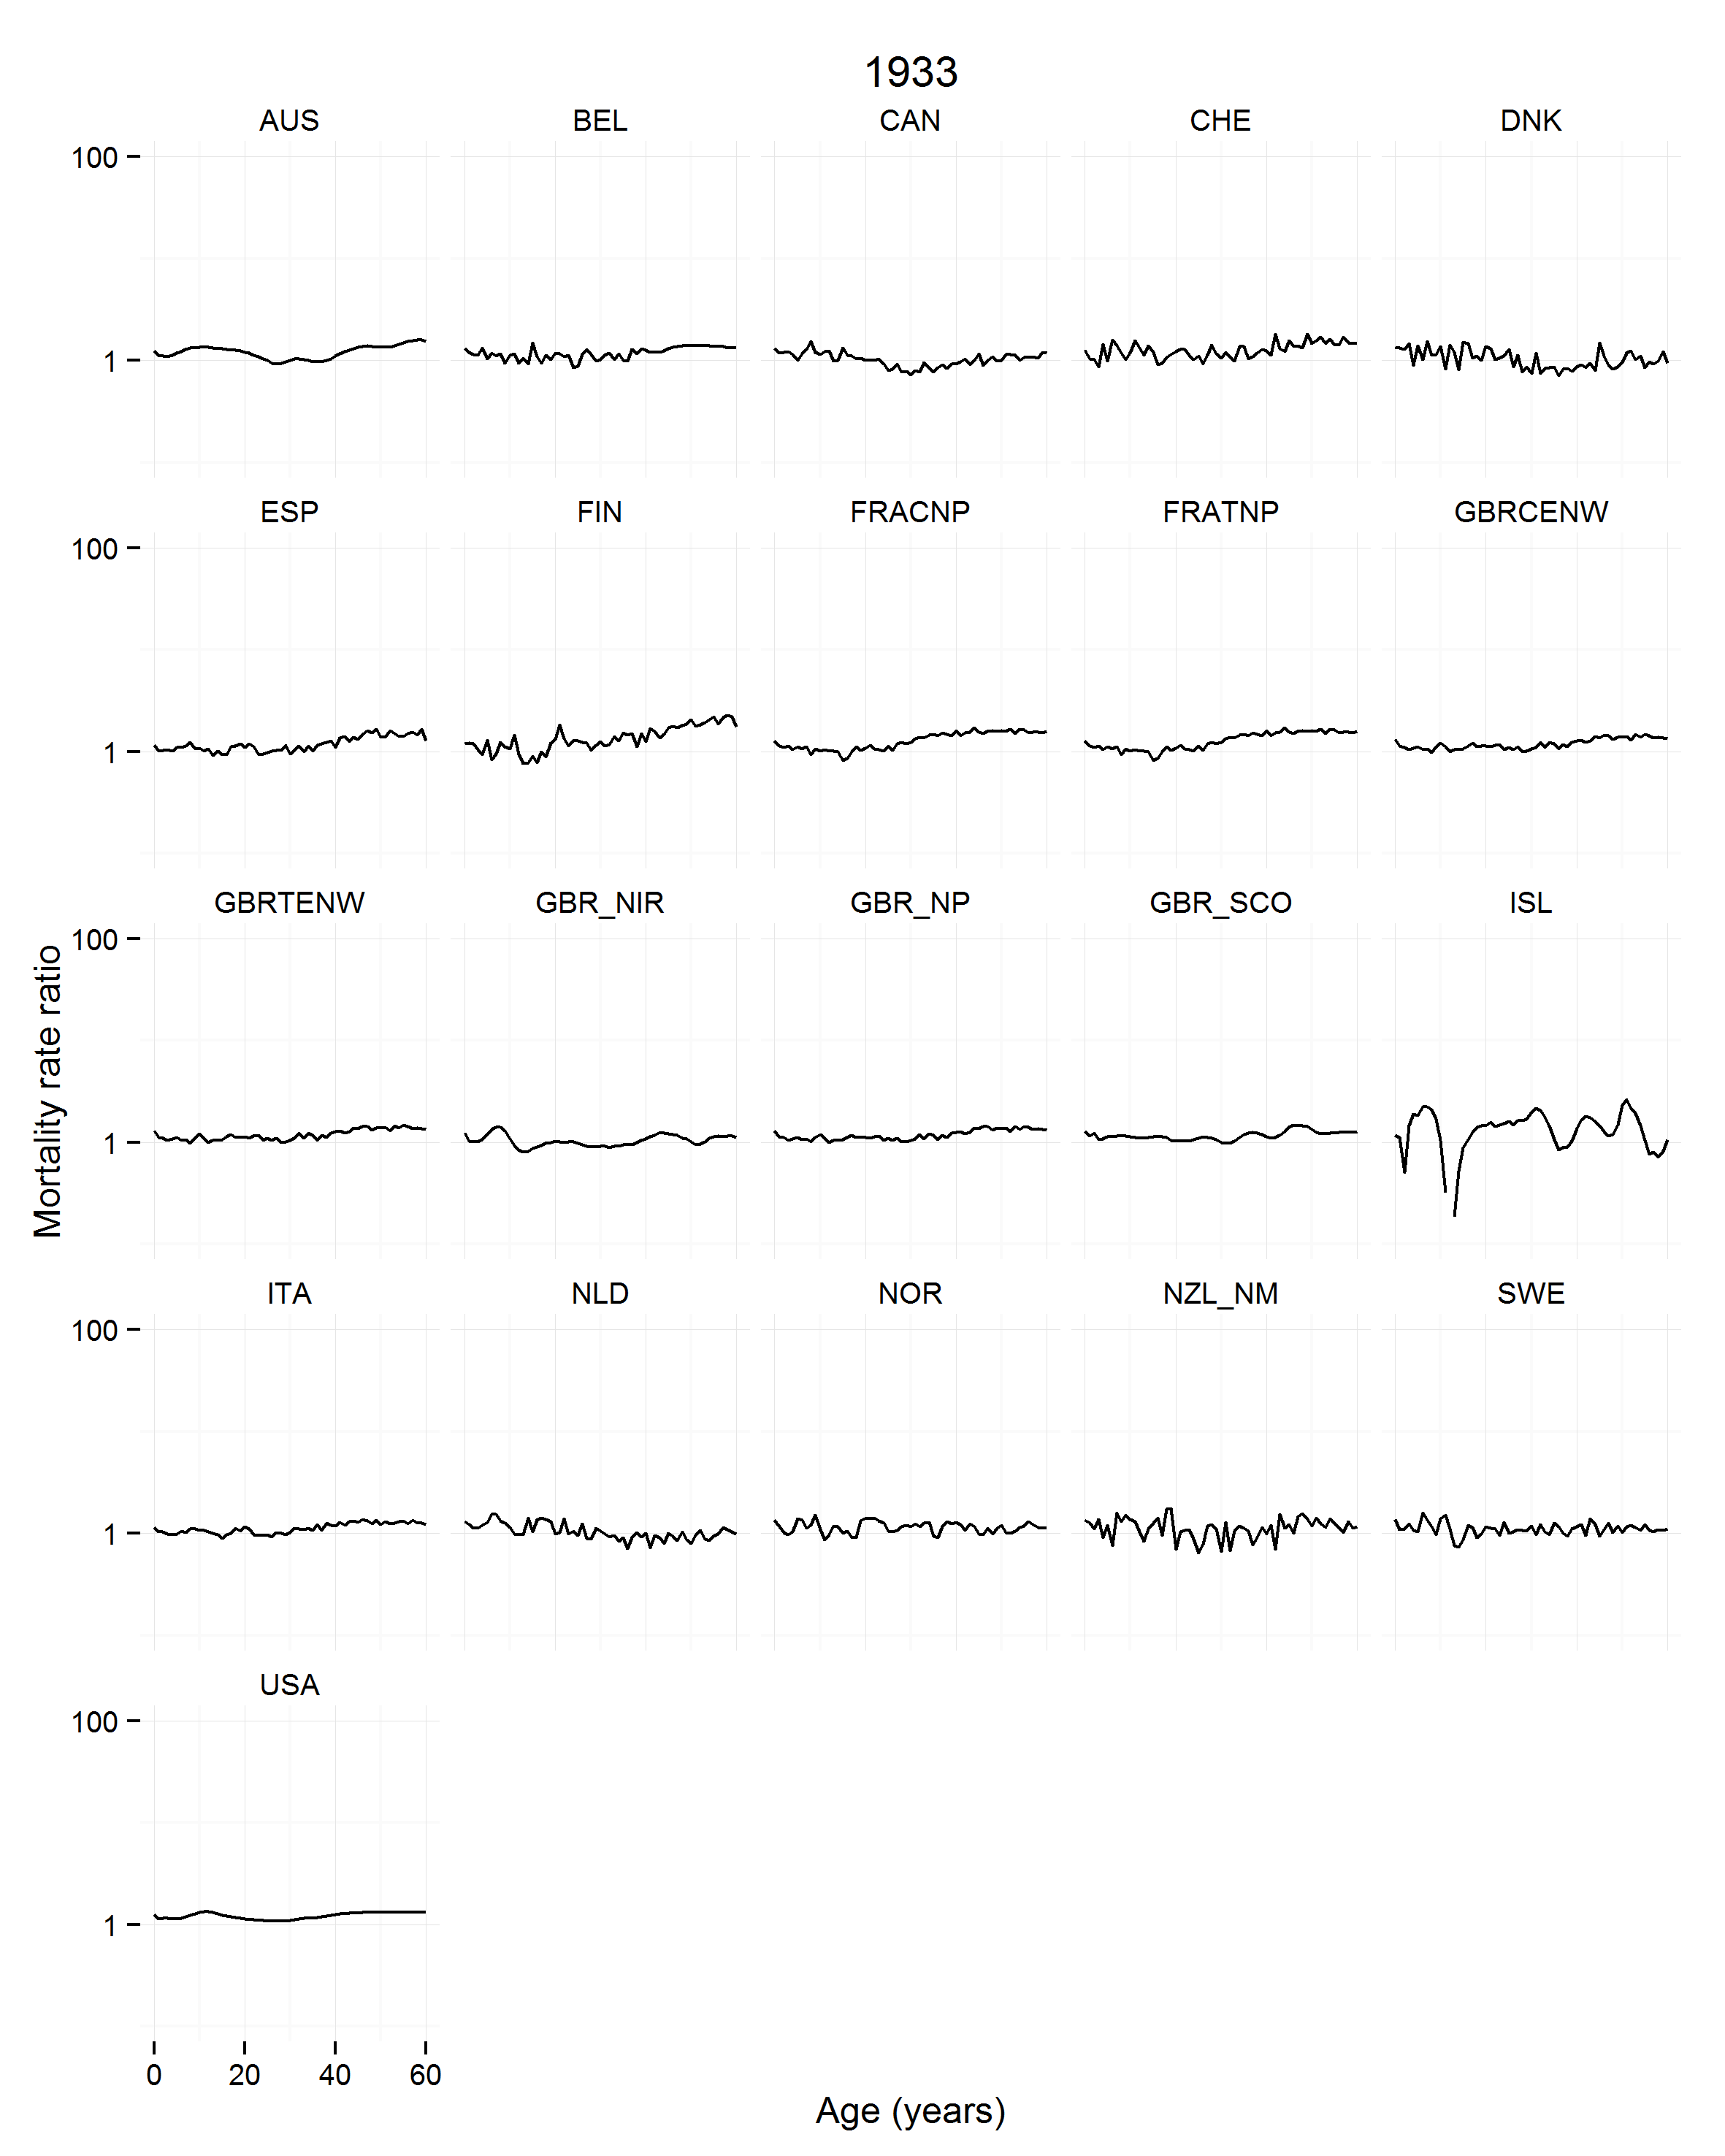 1933
AUS BEL CAN CHE DNK
100
1
ESP FIN FRACNP FRATNP GBRCENW
100
1
GBRTENW GBR_NIR GBR_NP GBR_SCO ISL
100
1
Mortality rate ratio
ITA NLD NOR NZL_NM SWE
100
1
USA
100
1
0 20 40 60
Age (years)